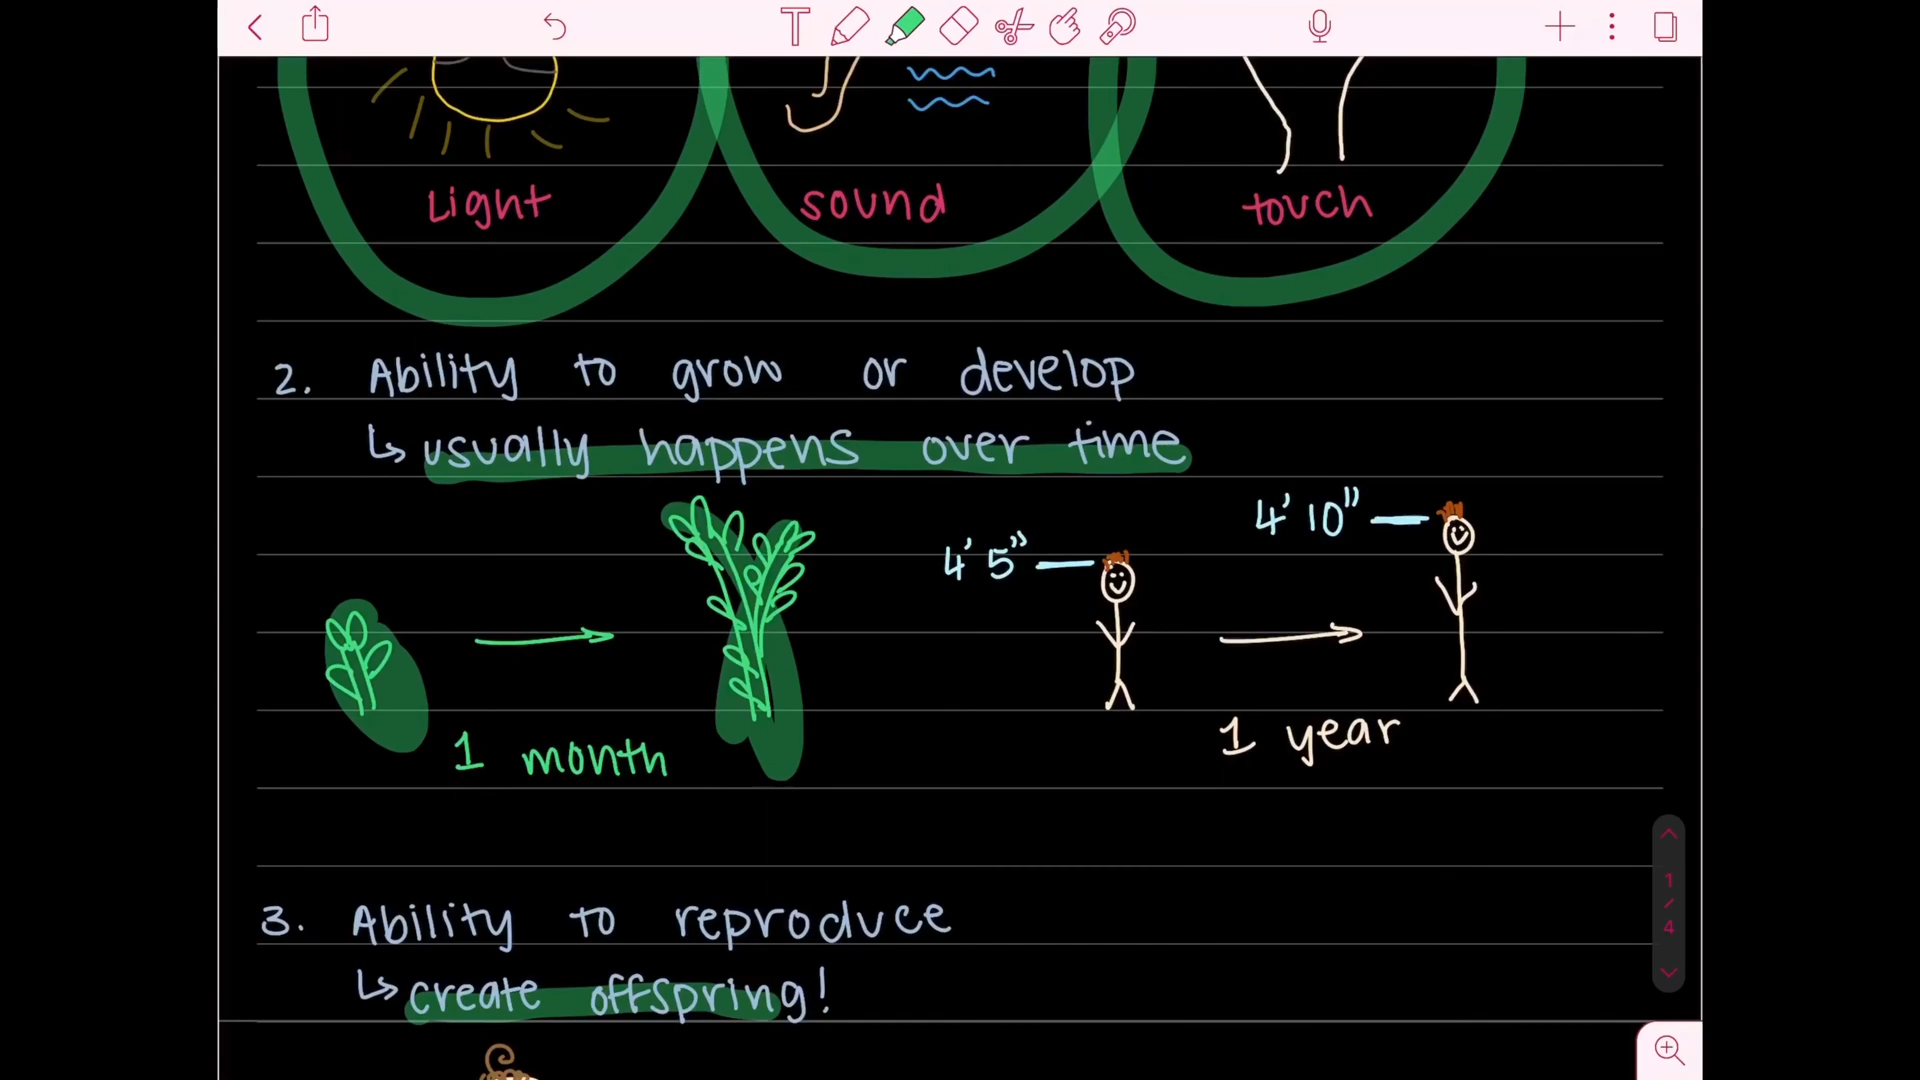 Light sound touch
2. Ability to grow or develop
↳ usually happens over time
4' 5" 4' 10"
1 month 1 year
3. Ability to reproduce
↳ create offspring!
1 / 4